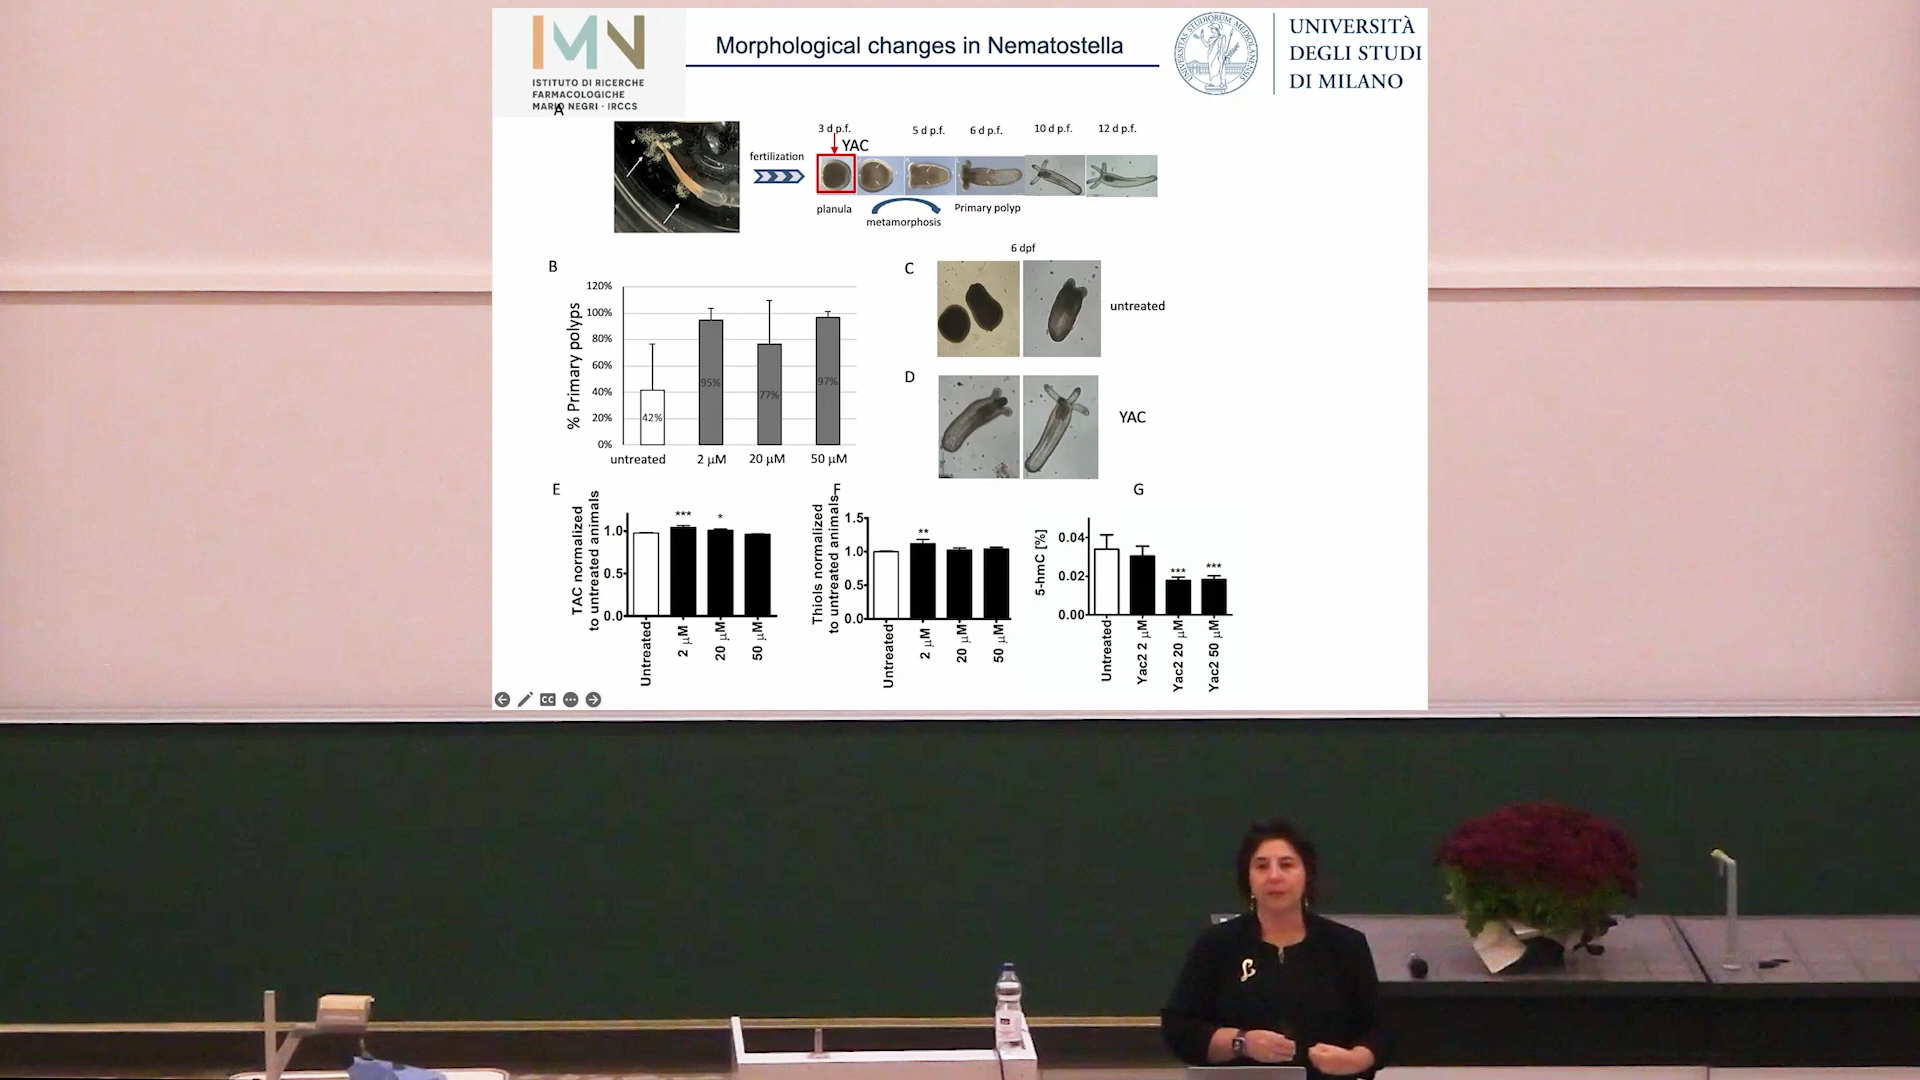 IMN
ISTITUTO DI RICERCHE
FARMACOLOGICHE
MARIO NEGRI · IRCCS
Morphological changes in Nematostella
UNIVERSITÀ
DEGLI STUDI
DI MILANO
A
3 d p.f.
5 d p.f.
6 d p.f.
10 d p.f.
12 d p.f.
YAC
fertilization
planula
metamorphosis
Primary polyp
B
% Primary polyps
120%
100%
80%
60%
40%
20%
0%
42%
95%
77%
97%
untreated
2 µM
20 µM
50 µM
6 dpf
C
untreated
D
YAC
E
TAC normalized
to untreated animals
1.0
0.5
0.0
***
*
Untreated
2 µM
20 µM
50 µM
F
Thiols normalized
to untreated animals
1.5
1.0
0.5
0.0
**
Untreated
2 µM
20 µM
50 µM
G
5-hmC [%]
0.04
0.02
0.00
***
***
Untreated
Yac2 2 µM
Yac2 20 µM
Yac2 50 µM
CC